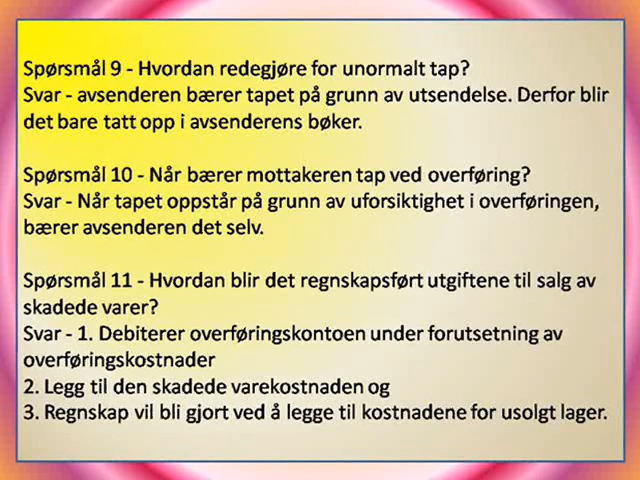 Spørsmål 9 - Hvordan redegjøre for unormalt tap?
Svar - avsenderen bærer tapet på grunn av utsendelse. Derfor blir
det bare tatt opp i avsenderens bøker.
Spørsmål 10 - Når bærer mottakeren tap ved overføring?
Svar - Når tapet oppstår på grunn av uforsiktighet i overføringen,
bærer avsenderen det selv.
Spørsmål 11 - Hvordan blir det regnskapsført utgiftene til salg av
skadede varer?
Svar - 1. Debiterer overføringskontoen under forutsetning av
overføringskostnader
2. Legg til den skadede varekostnaden og
3. Regnskap vil bli gjort ved å legge til kostnadene for usolgt lager.